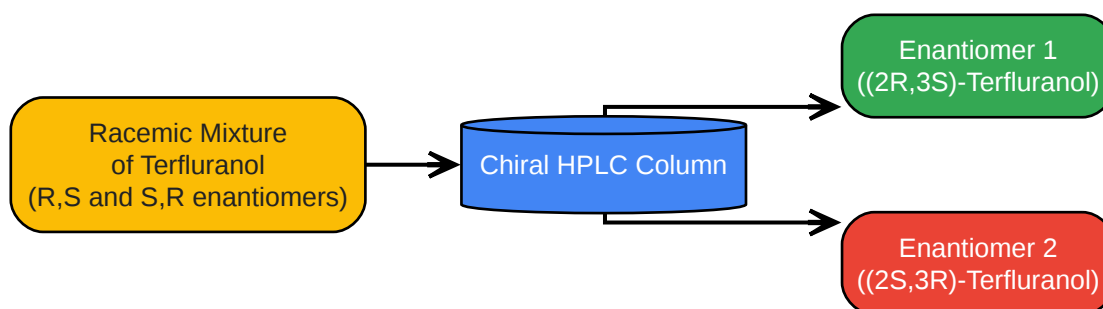 Racemic Mixture
of Terfluranol
(R,S and S,R enantiomers)
Chiral HPLC Column
Enantiomer 1
((2R,3S)-Terfluranol)
Enantiomer 2
((2S,3R)-Terfluranol)